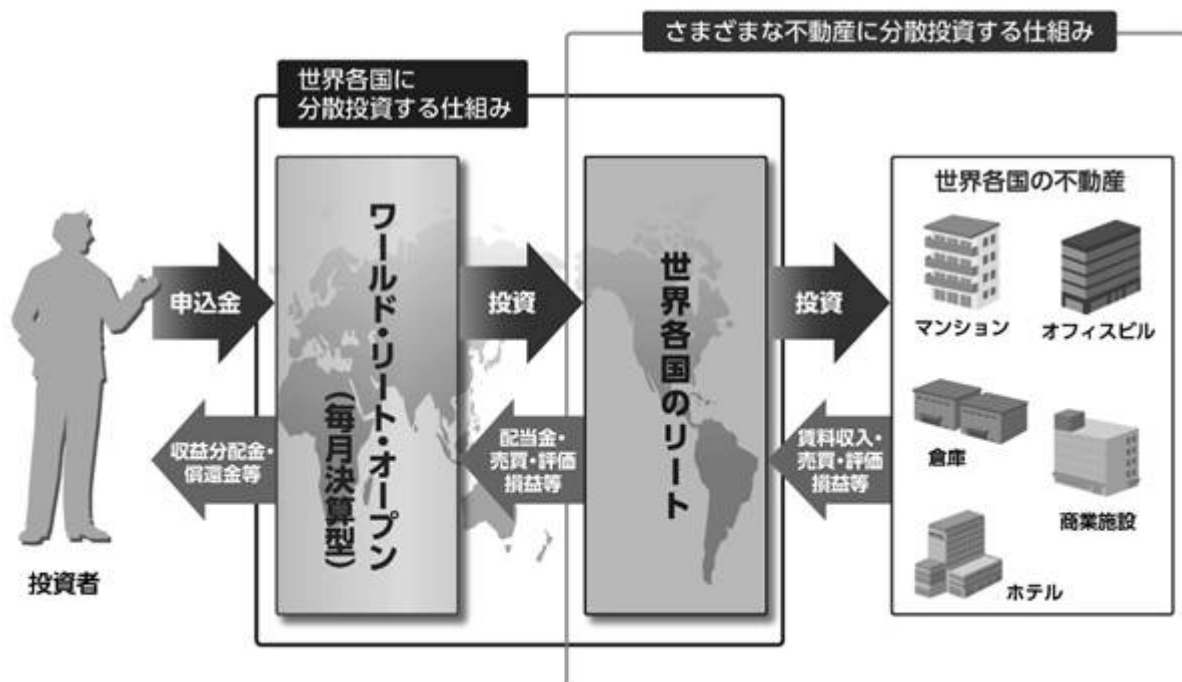 さまざまな不動産に分散投資する仕組み
世界各国に
分散投資する仕組み
投資者
申込金
収益分配金・
償還金等
ワールド・リート・オープン
(毎月決算型)
投資
配当金・
売買・評価
損益等
世界各国のリート
投資
賃料収入・
売買・評価
損益等
世界各国の不動産
マンション
オフィスビル
倉庫
商業施設
ホテル